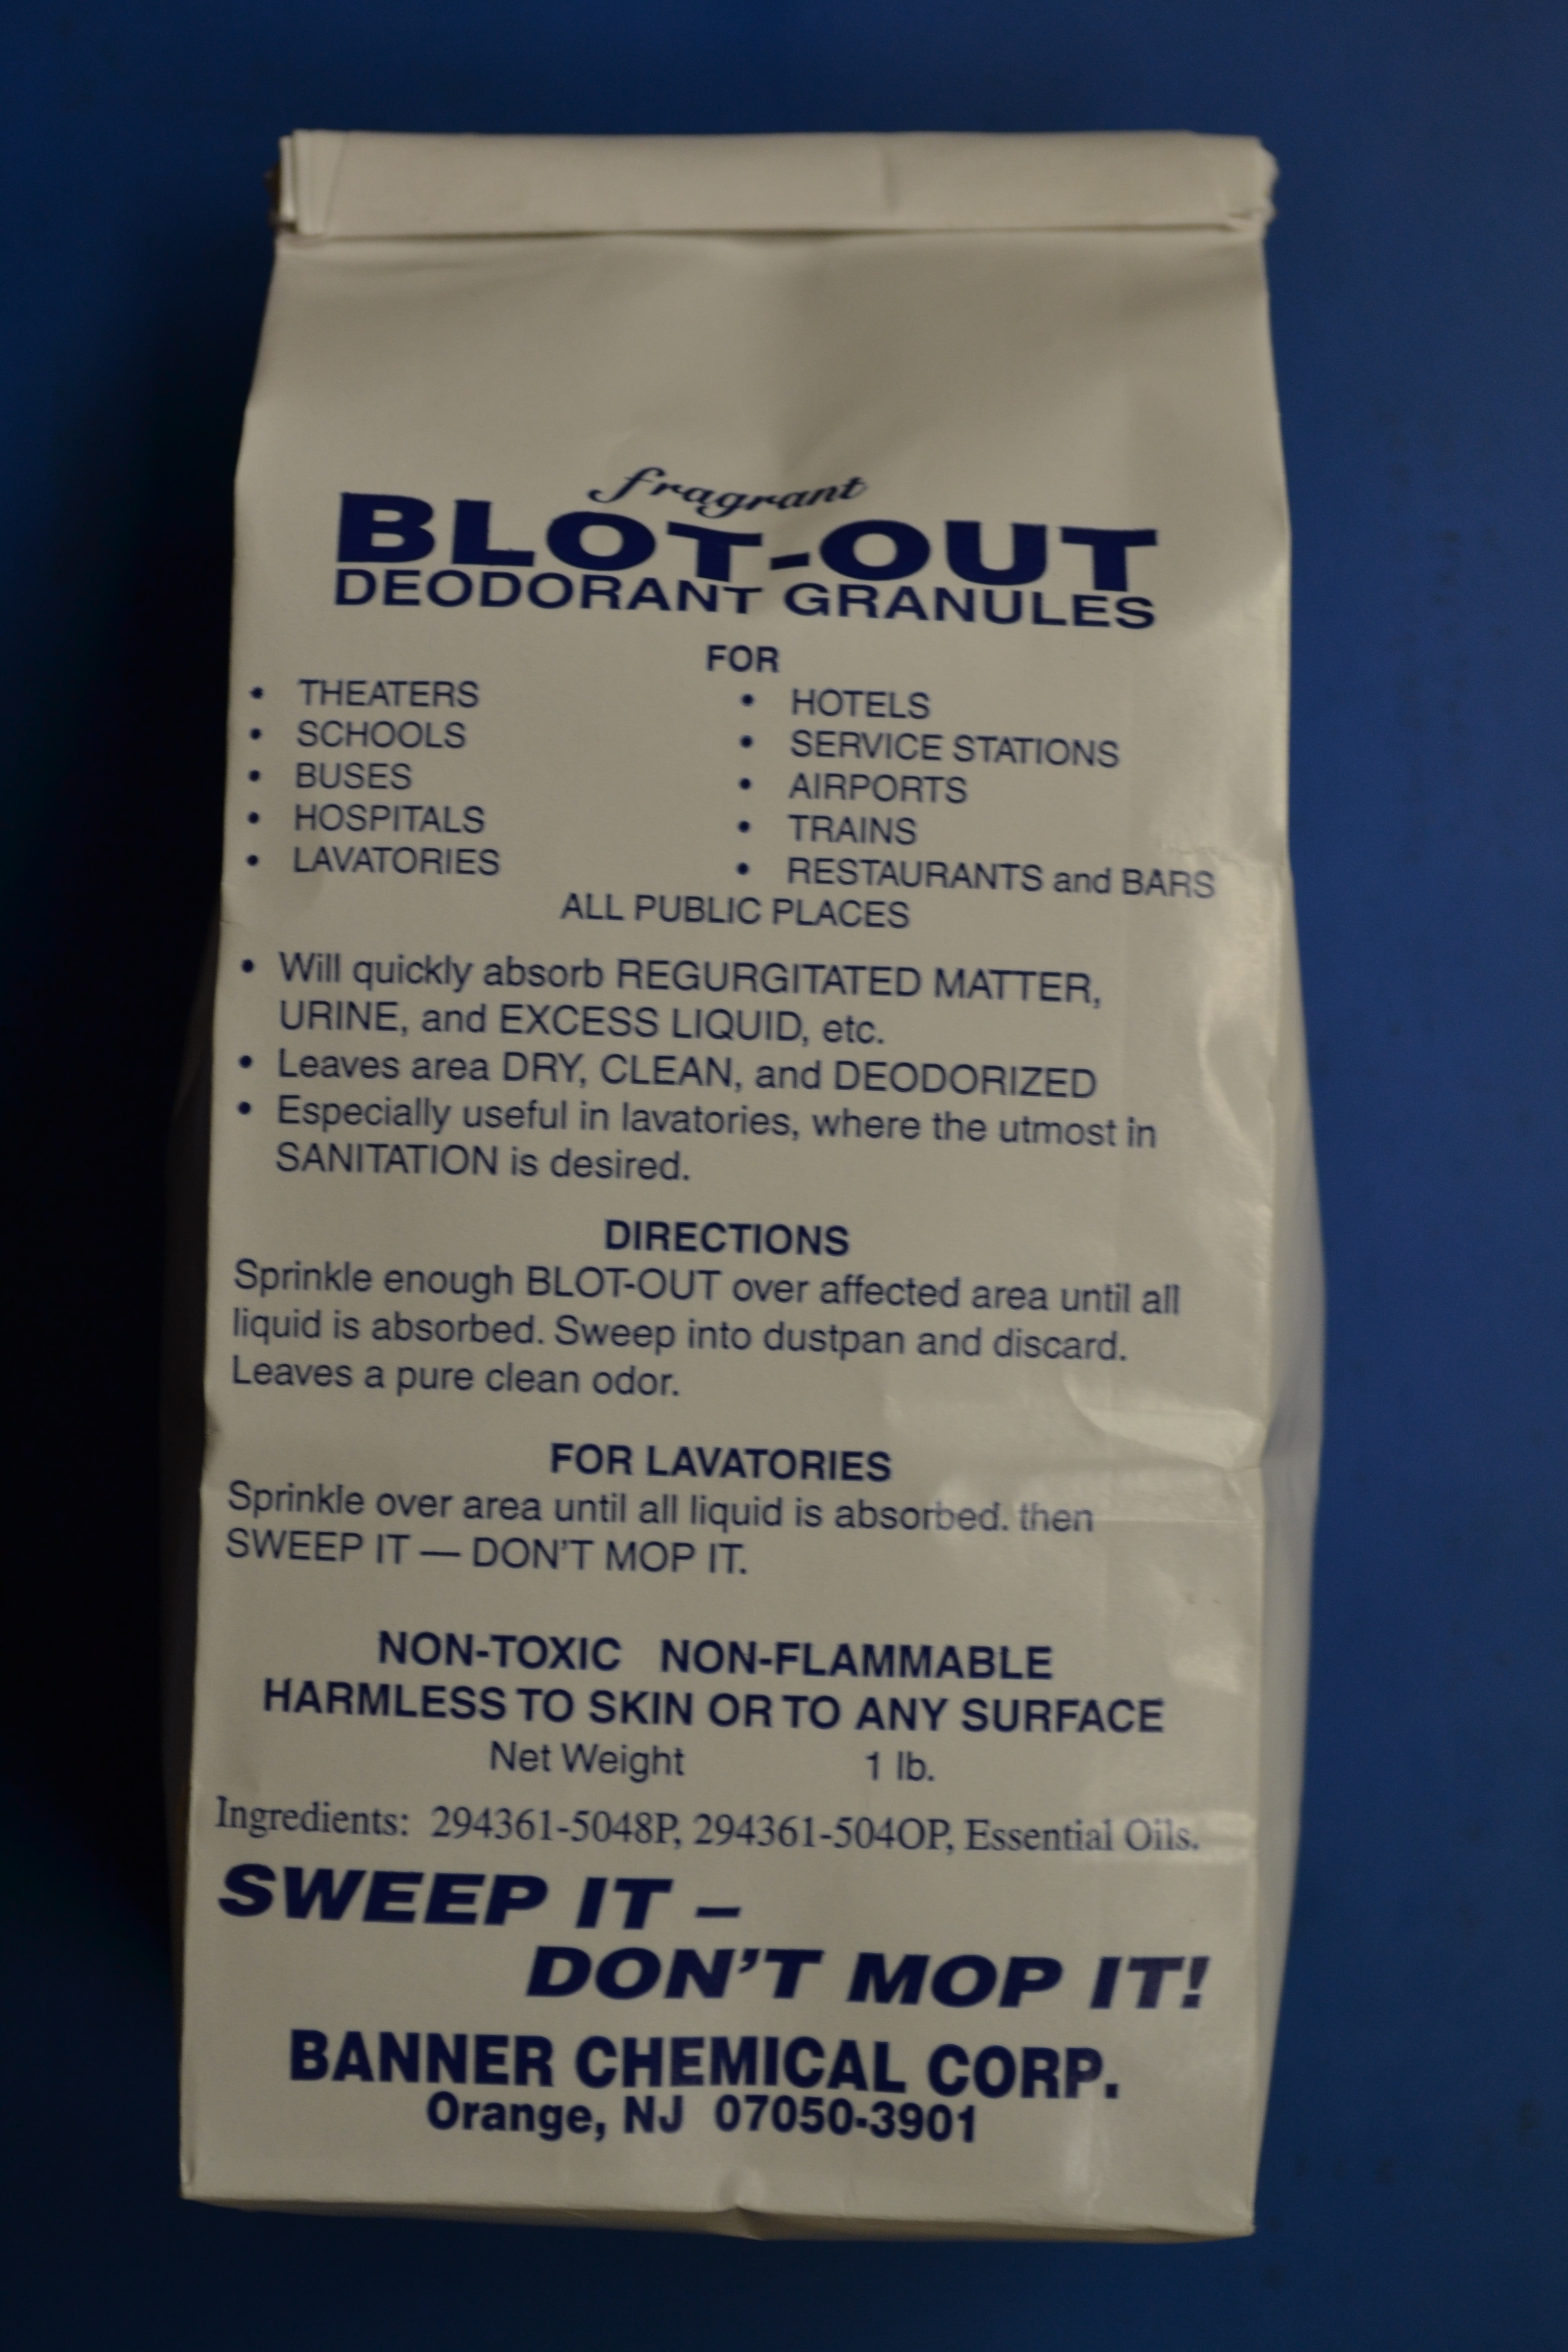 fragrant
BLOT-OUT
DEODORANT GRANULES
FOR
• THEATERS
• SCHOOLS
• BUSES
• HOSPITALS
• LAVATORIES
• HOTELS
• SERVICE STATIONS
• AIRPORTS
• TRAINS
• RESTAURANTS and BARS
ALL PUBLIC PLACES
• Will quickly absorb REGURGITATED MATTER,
URINE, and EXCESS LIQUID, etc.
• Leaves area DRY, CLEAN, and DEODORIZED
• Especially useful in lavatories, where the utmost in
SANITATION is desired.
DIRECTIONS
Sprinkle enough BLOT-OUT over affected area until all
liquid is absorbed. Sweep into dustpan and discard.
Leaves a pure clean odor.
FOR LAVATORIES
Sprinkle over area until all liquid is absorbed. then
SWEEP IT — DON'T MOP IT.
NON-TOXIC NON-FLAMMABLE
HARMLESS TO SKIN OR TO ANY SURFACE
Net Weight 1 lb.
Ingredients: 294361-5048P, 294361-504OP, Essential Oils.
SWEEP IT –
DON'T MOP IT!
BANNER CHEMICAL CORP.
Orange, NJ 07050-3901